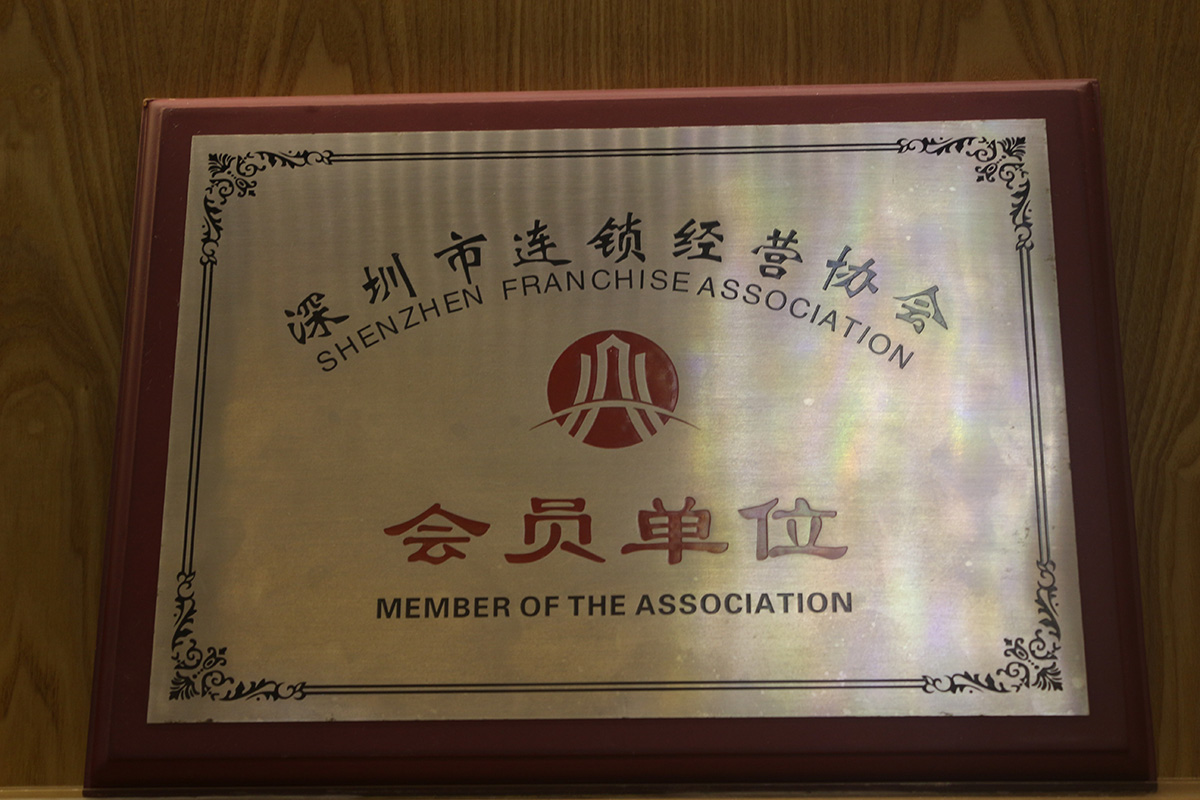 深圳市连锁经营协会
SHENZHEN FRANCHISE ASSOCIATION
会员单位
MEMBER OF THE ASSOCIATION